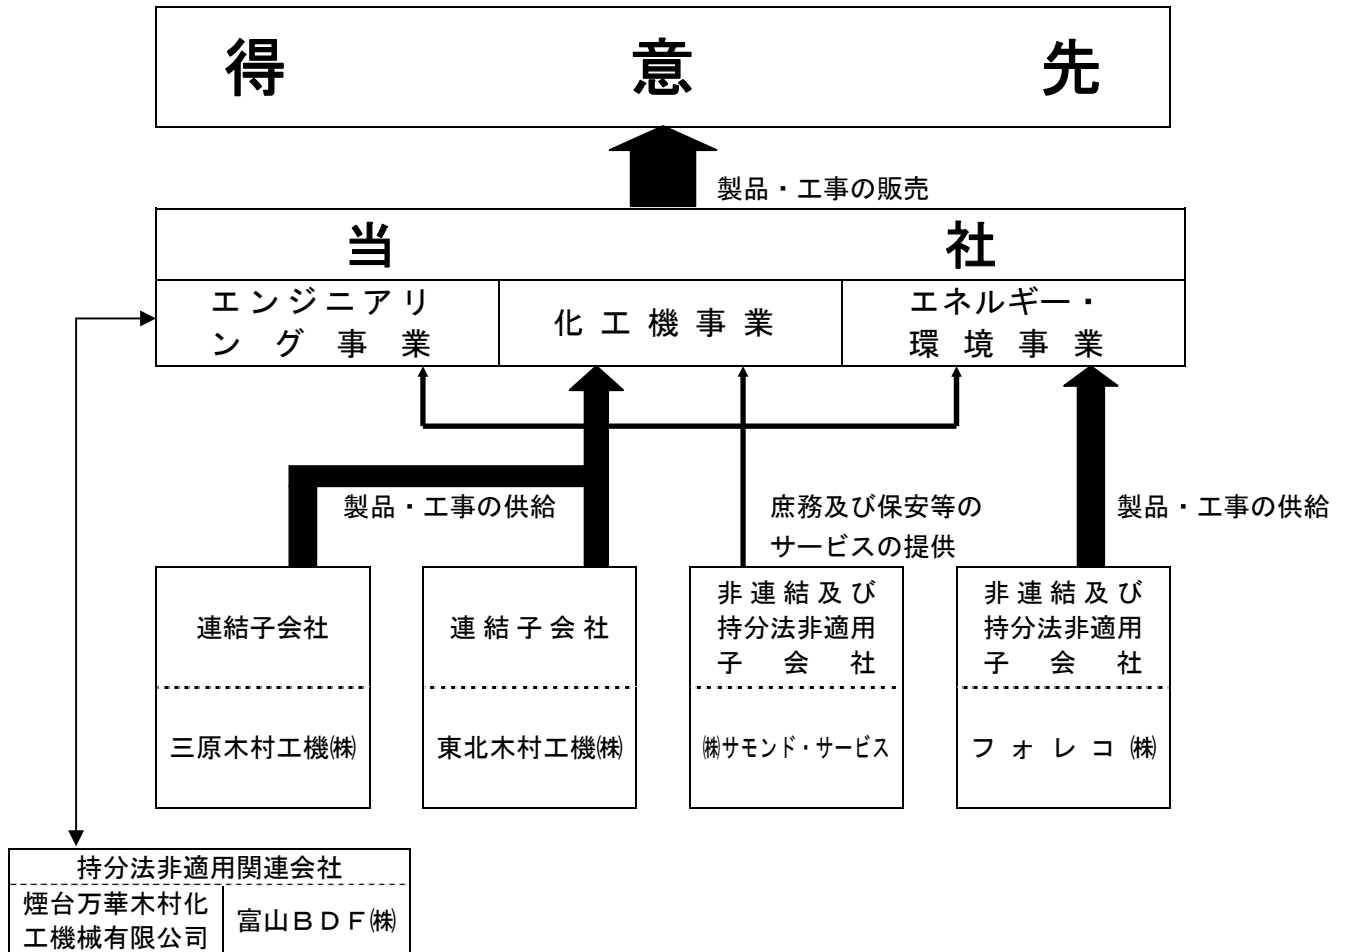 得意先
製品・工事の販売
当社
エンジニアリ
ング事業
化工機事業
エネルギー・
環境事業
製品・工事の供給
庶務及び保安等の
サービスの提供
製品・工事の供給
連結子会社
三原木村工機㈱
連結子会社
東北木村工機㈱
非連結及び
持分法非適用
子会社
㈱サモンド・サービス
非連結及び
持分法非適用
子会社
フォレコ㈱
持分法非適用関連会社
煙台万華木村化
工機械有限公司
富山ＢＤＦ㈱